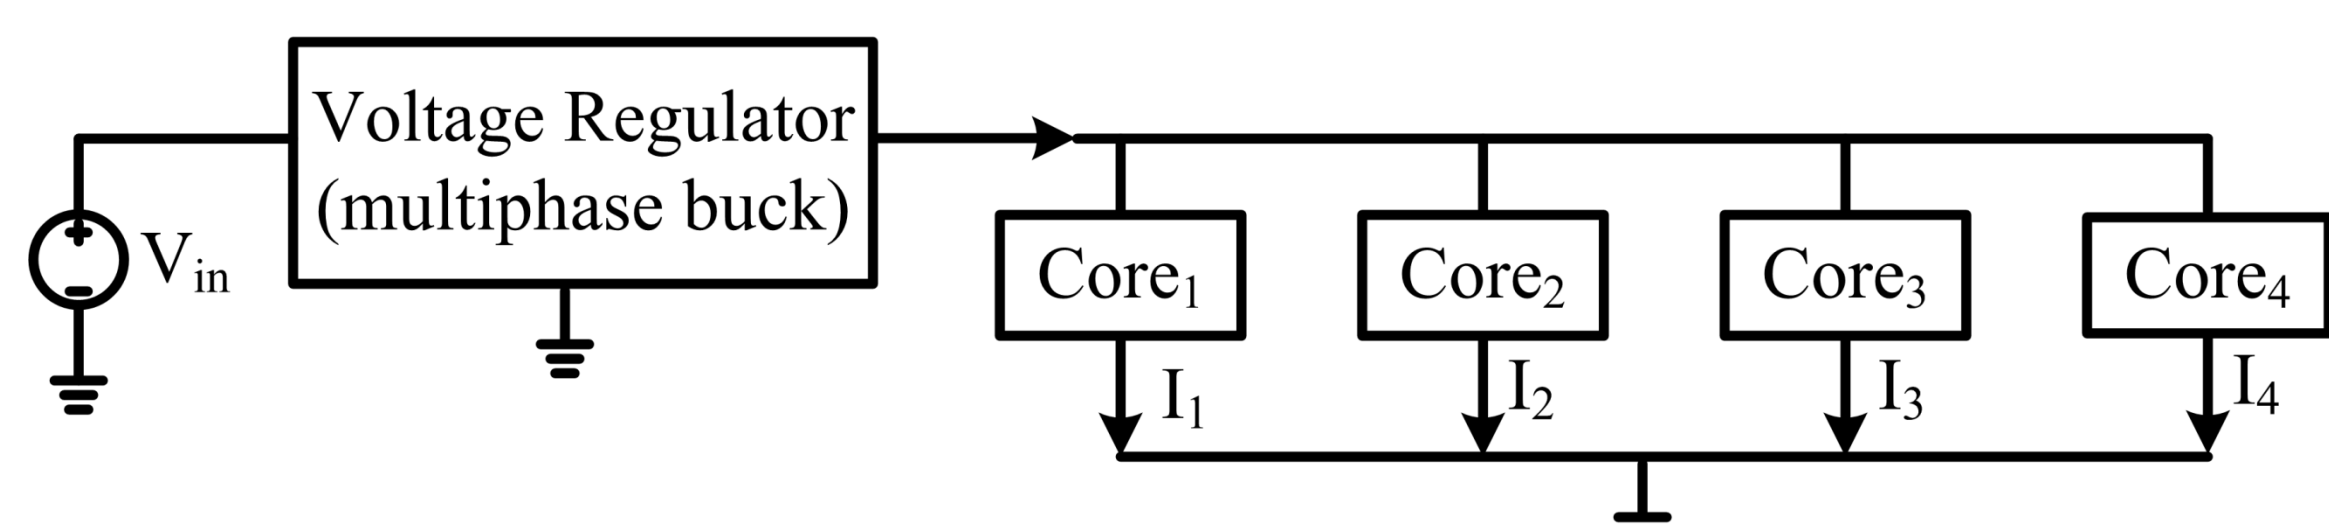 Voltage Regulator
(multiphase buck)
+
-
Vin
Core1
Core2
Core3
Core4
I1
I2
I3
I4